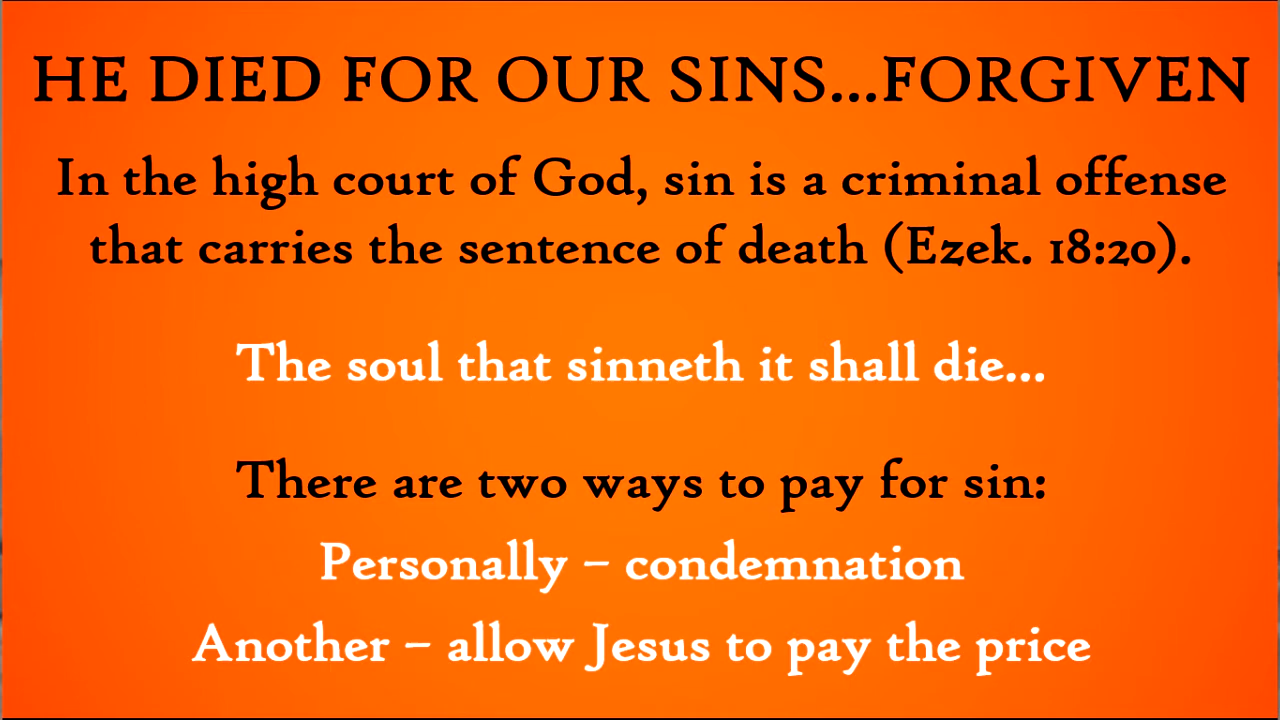 HE DIED FOR OUR SINS...FORGIVEN
In the high court of God, sin is a criminal offense
that carries the sentence of death (Ezek. 18:20).
The soul that sinneth it shall die...
There are two ways to pay for sin:
Personally – condemnation
Another – allow Jesus to pay the price